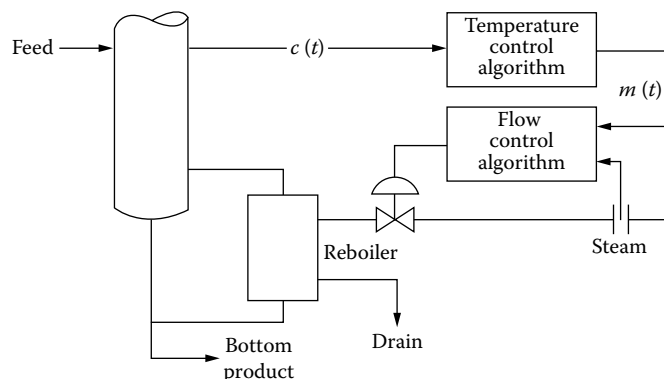 Feed
c (t)
Temperature
control
algorithm
m (t)
Flow
control
algorithm
Steam
Reboiler
Drain
Bottom
product